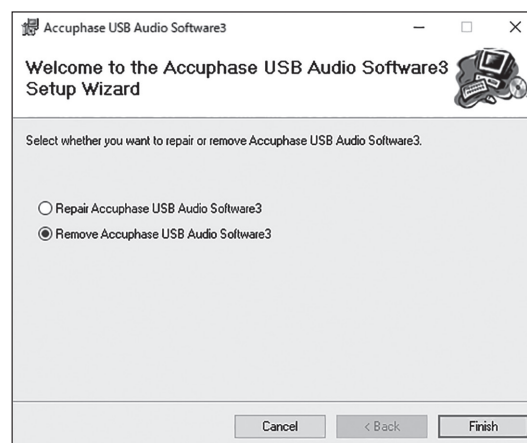 Accuphase USB Audio Software3
Welcome to the Accuphase USB Audio Software3
Setup Wizard
Select whether you want to repair or remove Accuphase USB Audio Software3.
Repair Accuphase USB Audio Software3
Remove Accuphase USB Audio Software3
Cancel
< Back
Finish